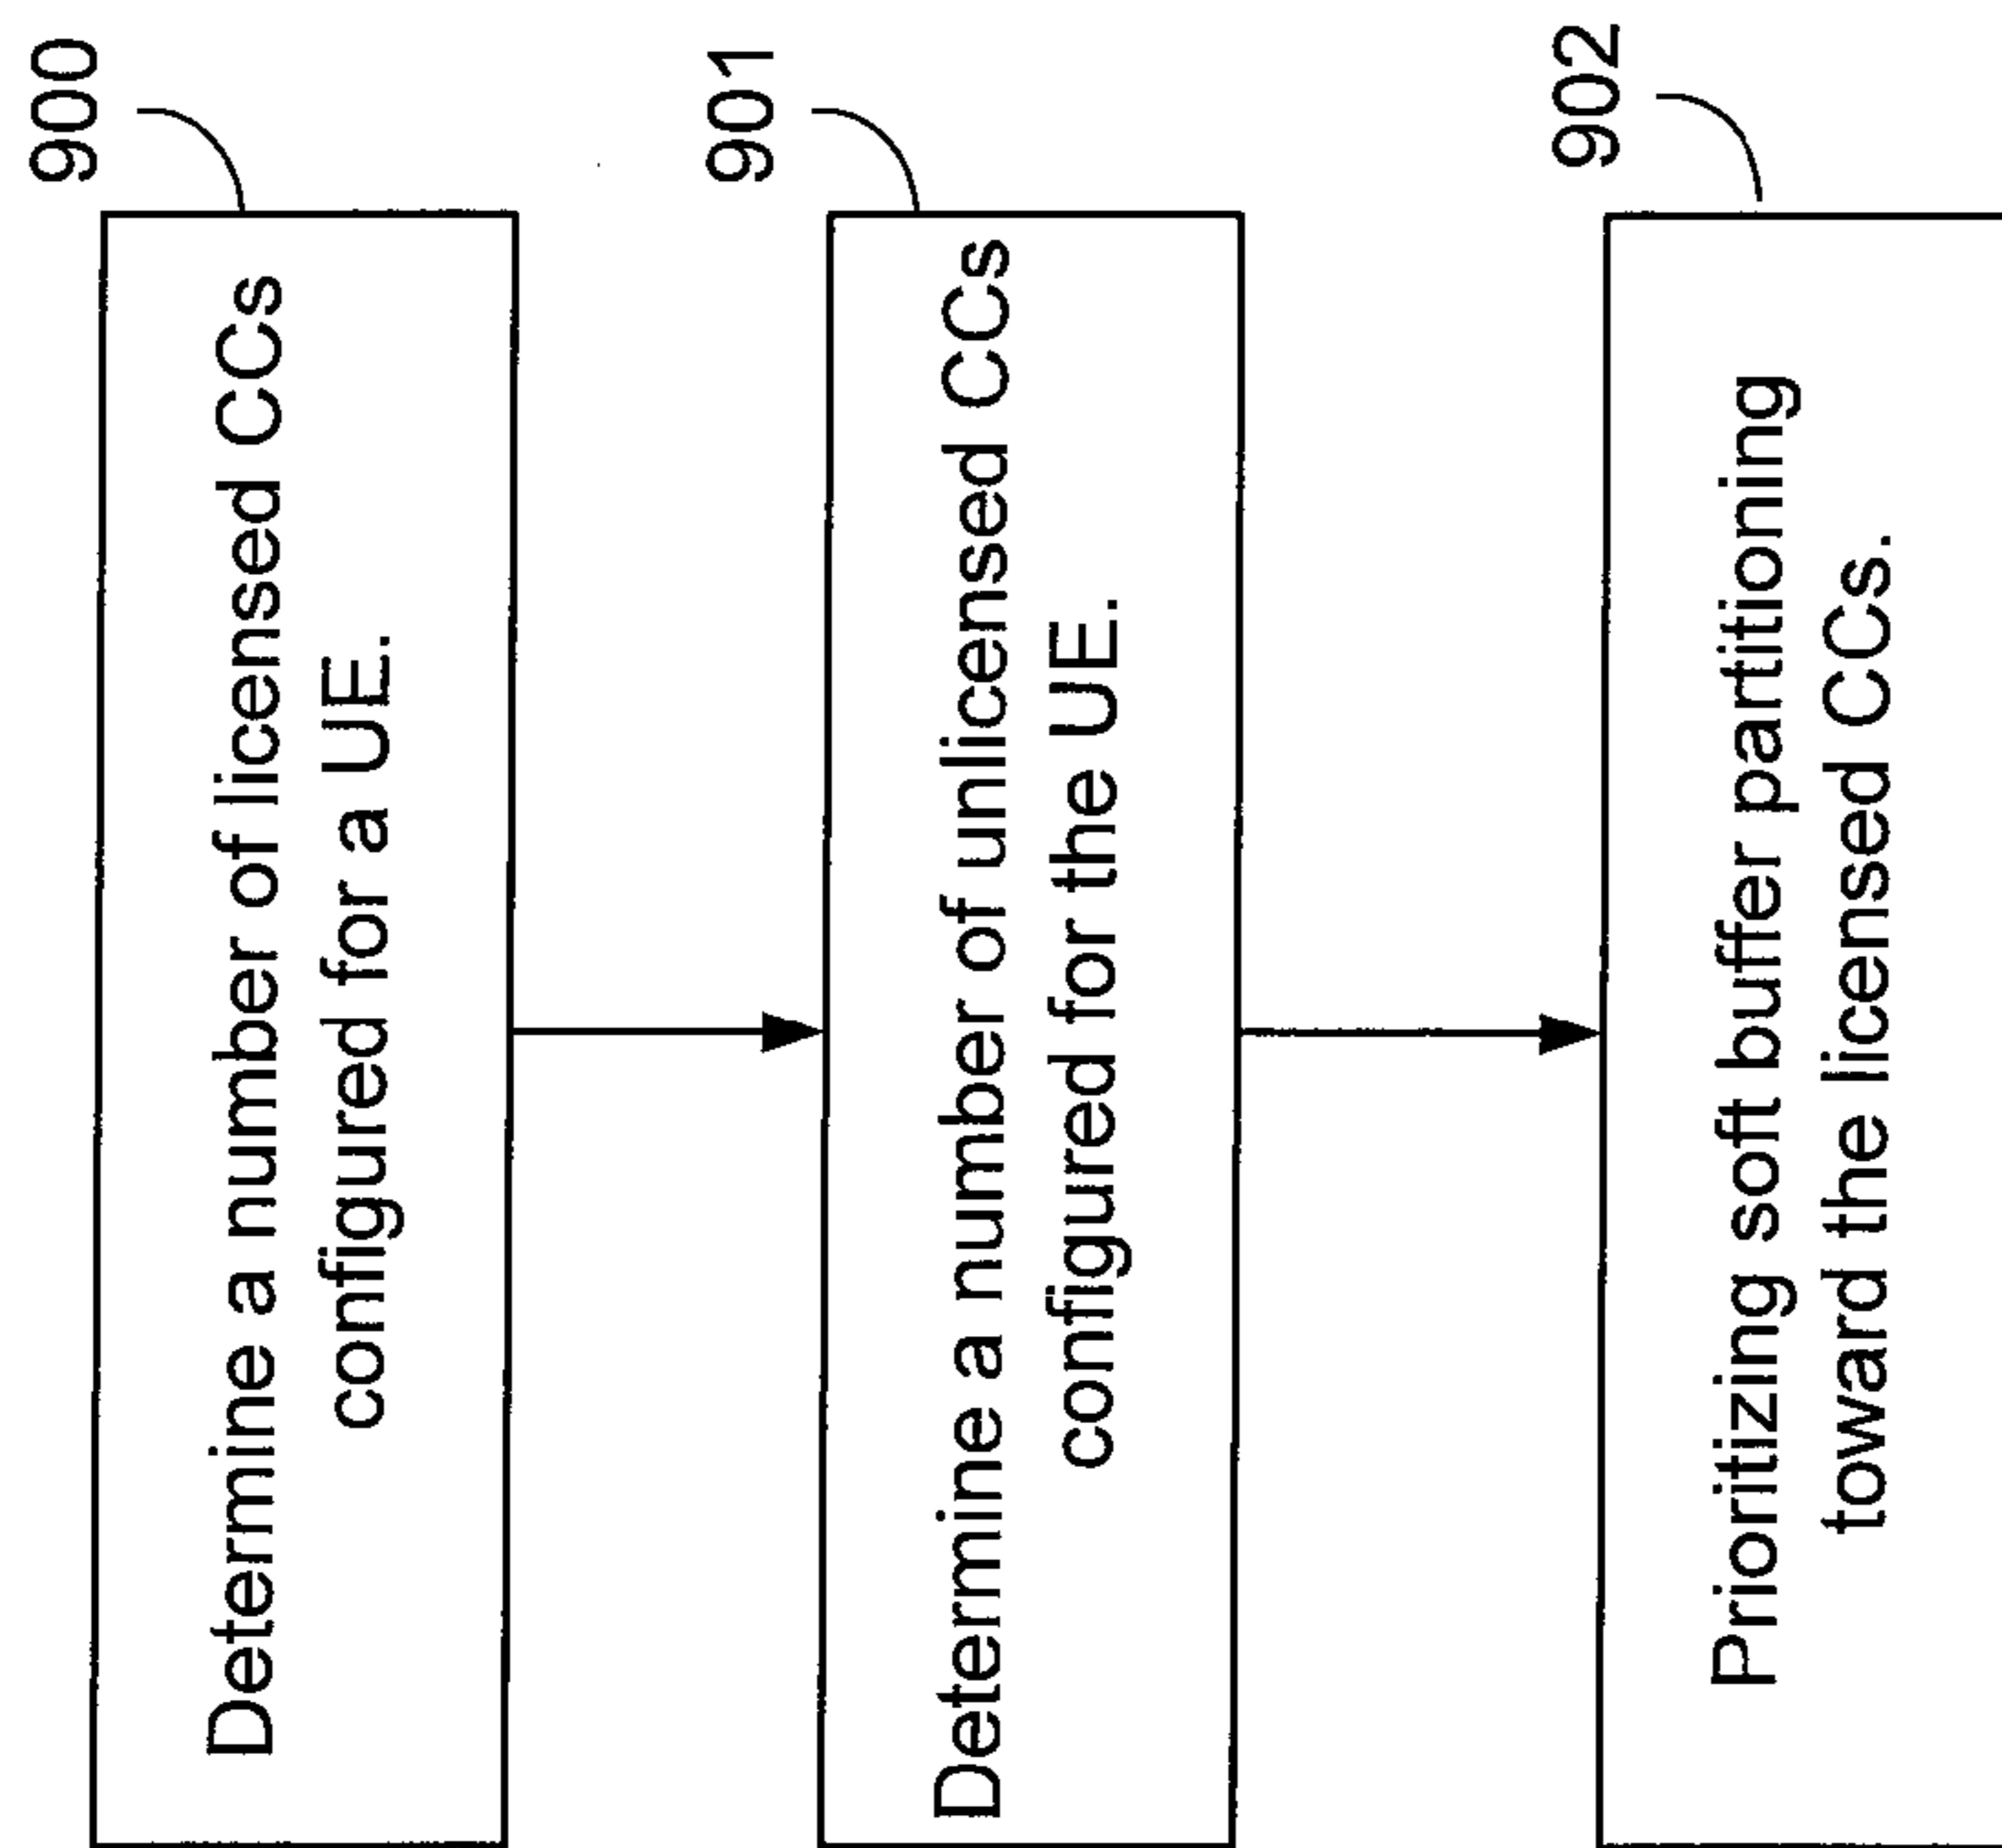 900
Determine a number of licensed CCs
configured for a UE.
901
Determine a number of unlicensed CCs
configured for the UE.
902
Prioritizing soft buffer partitioning
toward the licensed CCs.